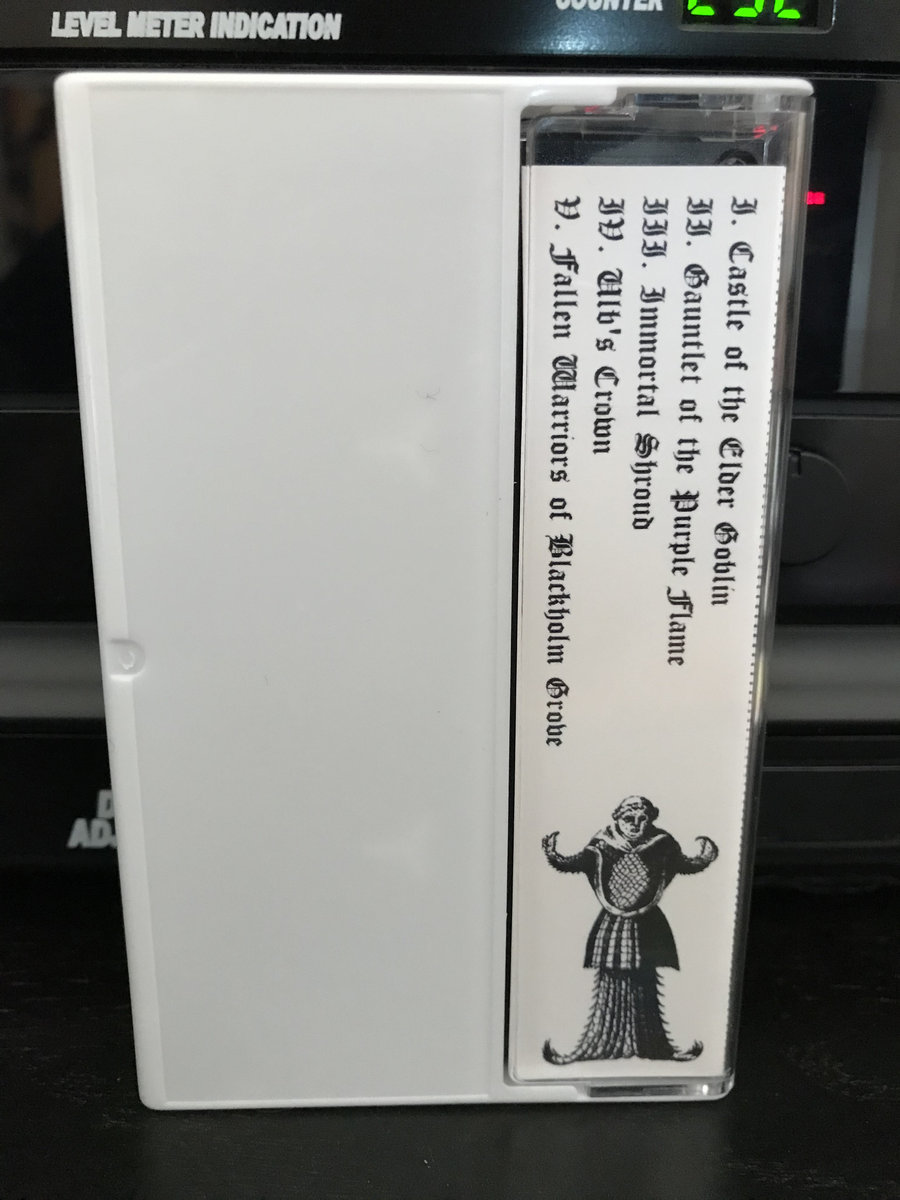 LEVEL METER INDICATION
COUNTER
I. Castle of the Elder Goblin
II. Gauntlet of the Purple Flame
III. Immortal Shroud
IV. Ulb's Crown
V. Fallen Warriors of Blackholm Grove